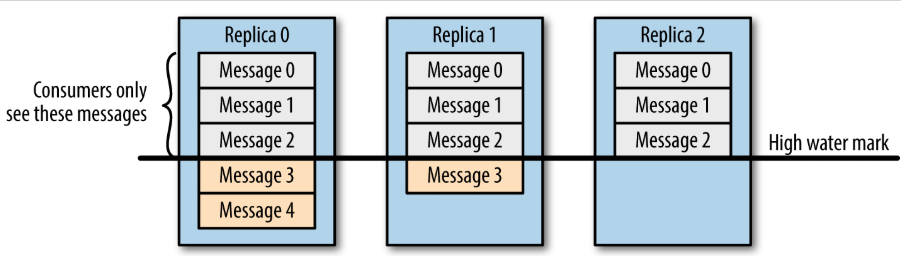 Replica 0
Replica 1
Replica 2
Consumers only
see these messages
Message 0
Message 1
Message 2
Message 3
Message 4
Message 0
Message 1
Message 2
Message 3
Message 0
Message 1
Message 2
High water mark